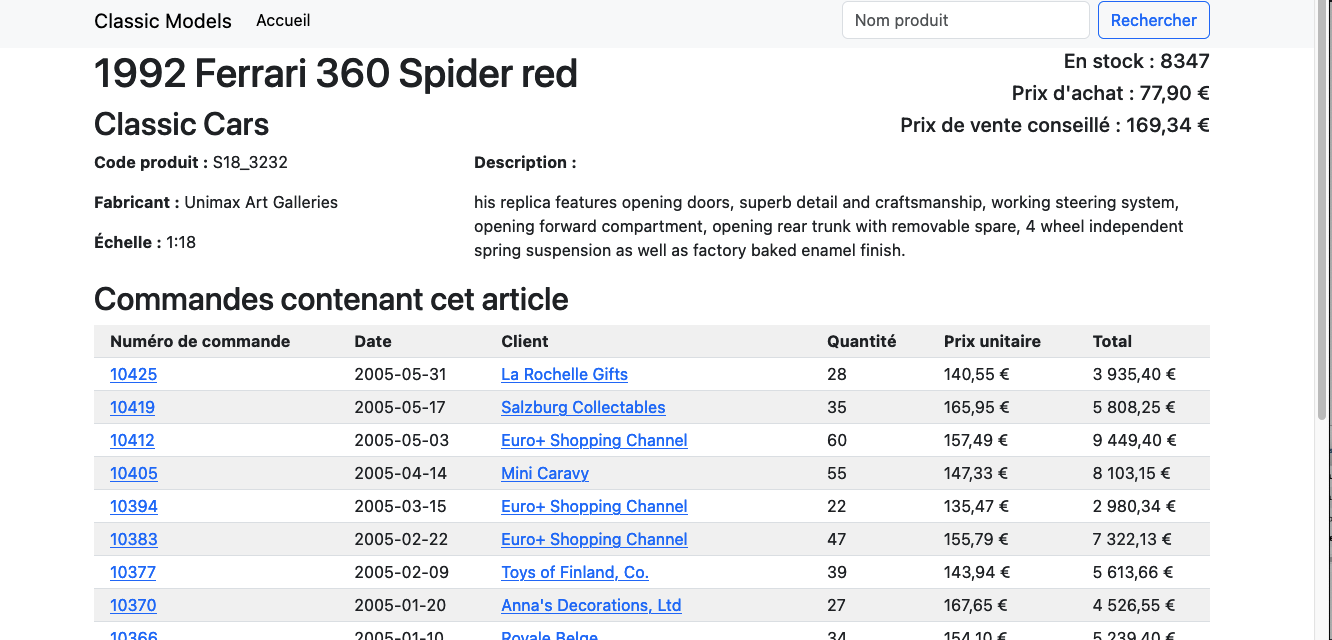 Classic Models Accueil Nom produit Rechercher
1992 Ferrari 360 Spider red
En stock : 8347
Prix d'achat : 77,90 €
Classic Cars
Prix de vente conseillé : 169,34 €
Code produit : S18_3232
Description :
Fabricant : Unimax Art Galleries
his replica features opening doors, superb detail and craftsmanship, working steering system,
opening forward compartment, opening rear trunk with removable spare, 4 wheel independent
Échelle : 1:18
spring suspension as well as factory baked enamel finish.
Commandes contenant cet article
Numéro de commande Date Client Quantité Prix unitaire Total
10425 2005-05-31 La Rochelle Gifts 28 140,55 € 3 935,40 €
10419 2005-05-17 Salzburg Collectables 35 165,95 € 5 808,25 €
10412 2005-05-03 Euro+ Shopping Channel 60 157,49 € 9 449,40 €
10405 2005-04-14 Mini Caravy 55 147,33 € 8 103,15 €
10394 2005-03-15 Euro+ Shopping Channel 22 135,47 € 2 980,34 €
10383 2005-02-22 Euro+ Shopping Channel 47 155,79 € 7 322,13 €
10377 2005-02-09 Toys of Finland, Co. 39 143,94 € 5 613,66 €
10370 2005-01-20 Anna's Decorations, Ltd 27 167,65 € 4 526,55 €
10366 2005-01-10 Royale Belge 34 154,10 € 5 239,40 €